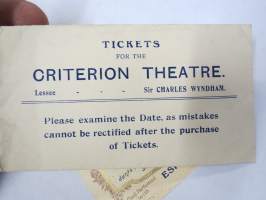 TICKETS
FOR THE
CRITERION THEATRE.
Lessee - - - Sir CHARLES WYNDHAM.
Please examine the Date, as mistakes
cannot be rectified after the purchase
of Tickets.